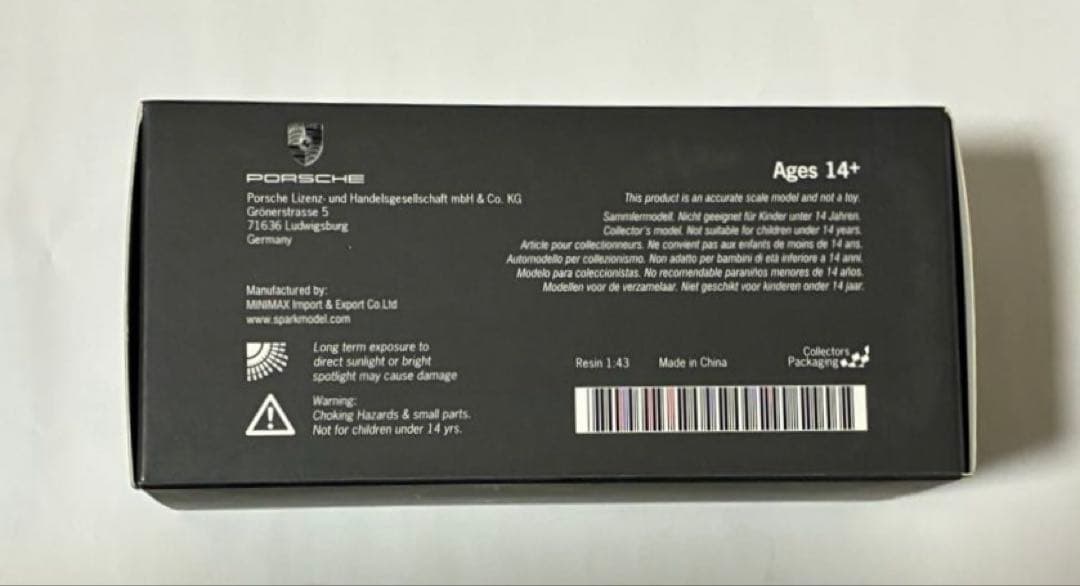 PORSCHE
Porsche Lizenz- und Handelsgesellschaft mbH & Co. KG
Grönerstrasse 5
71636 Ludwigsburg
Germany
Manufactured by:
MINIMAX Import & Export Co.Ltd
www.sparkmodel.com
Long term exposure to
direct sunlight or bright
spotlight may cause damage
Warning:
Choking Hazards & small parts.
Not for children under 14 yrs.
Ages 14+
This product is an accurate scale model and not a toy.
Sammlermodell. Nicht geeignet für Kinder unter 14 Jahren.
Collector's model. Not suitable for children under 14 years.
Article pour collectionneurs. Ne convient pas aux enfants de moins de 14 ans.
Automodello per collezionismo. Non adatto per bambini di età inferiore a 14 anni.
Modelo para coleccionistas. No recomendable paraniños menores de 14 años.
Modellen voor de verzamelaar. Niet geschikt voor kinderen onder 14 jaar.
Resin 1:43
Made in China
Collectors
Packaging